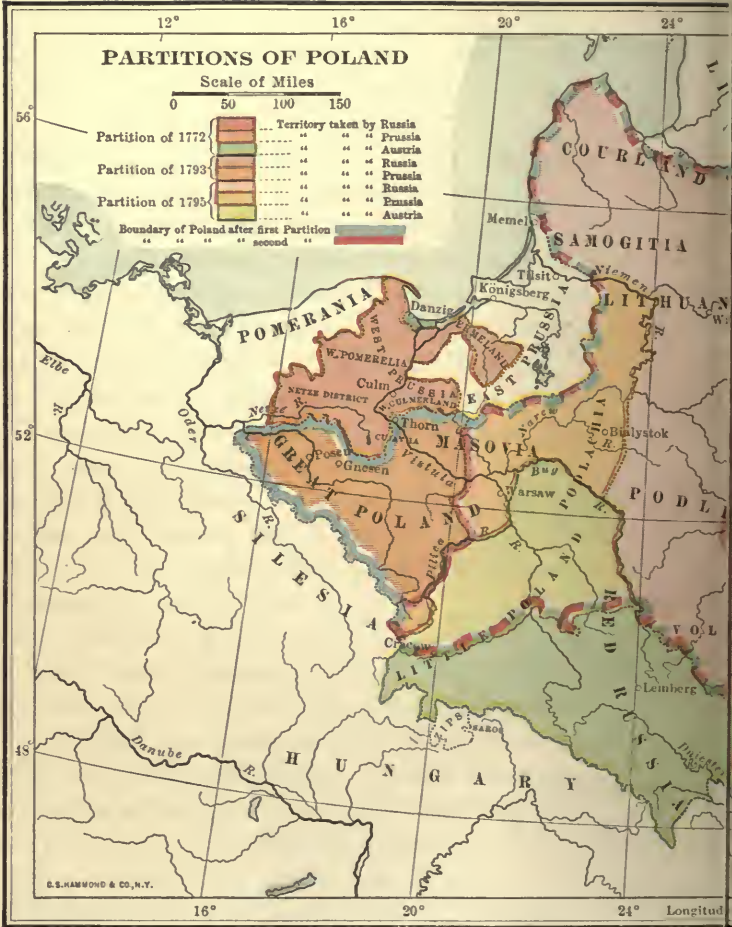 12° 16° 20° 24°
PARTITIONS OF POLAND
Scale of Miles
0 50 100 150
Partition of 1772
Territory taken by Russia
“ “ “ Prussia
“ “ “ Austria
Partition of 1793
“ “ “ Russia
“ “ “ Prussia
Partition of 1795
“ “ “ Russia
“ “ “ Prussia
“ “ “ Austria
Boundary of Poland after first Partition
“ “ “ “ second “
56°
52°
48°
LI
COURLAND
Memel
SAMOGITIA
Tilsit
Niemen
R.
Königsberg
LITHUAN
POMERANIA
Danzig
WEST PRUSSIA
ERMELAND
EAST PRUSSIA
W. POMERELIA
Culm
CULMERLAND
NETZE DISTRICT
Netze R.
Thorn
Elbe
R.
Oder
R.
MASOVIA
Narew
R.
Bialystok
GREAT POLAND
Posen
Gnesen
Vistula
R.
Bug
R.
PODLACHIA
Warsaw
PODL
SILESIA
Pilica
R.
LITTLE POLAND
Cracow
RED RUSSIA
VOL
Lemberg
Dniester
ZIPS
SAROS
Danube
R.
HUNGARY
C.S. HAMMOND & CO., N.Y.
16° 20° 24° Longitud